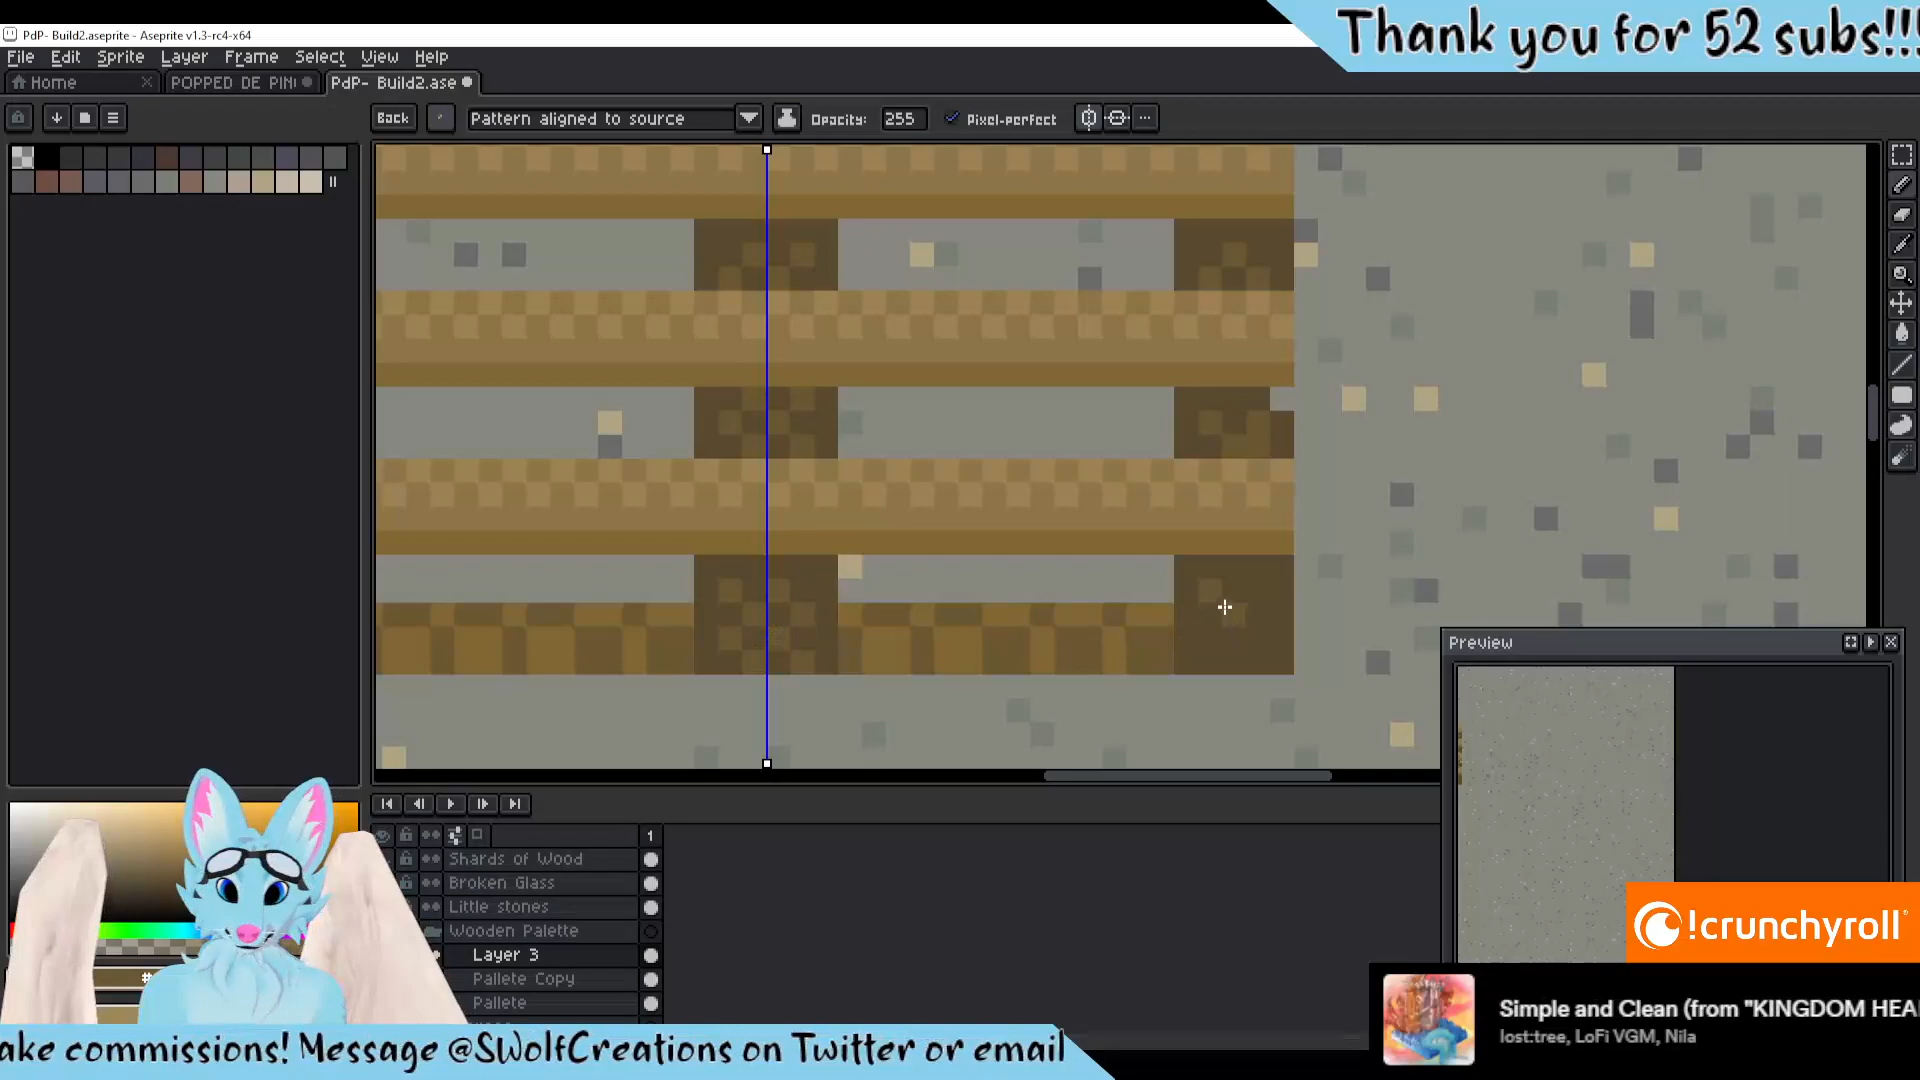 Thank you for 52 subs!!!
PdP- Build2.aseprite - Aseprite v1.3-rc4-x64
File Edit Sprite Layer Select Frame View Help
Home
POPPED DE PIN
PdP- Build2.ase
Back
Pattern aligned to source
Opacity: 255
Pixel-perfect
Preview
1
Shards of Wood
Broken Glass
Little stones
Wooden Palette
Layer 3
Pallete Copy
Pallete
!crunchyroll
Simple and Clean (from "KINGDOM HEA
lost:tree, LoFi VGM, Nila
ake commissions! Message @SWolfCreations on Twitter or email